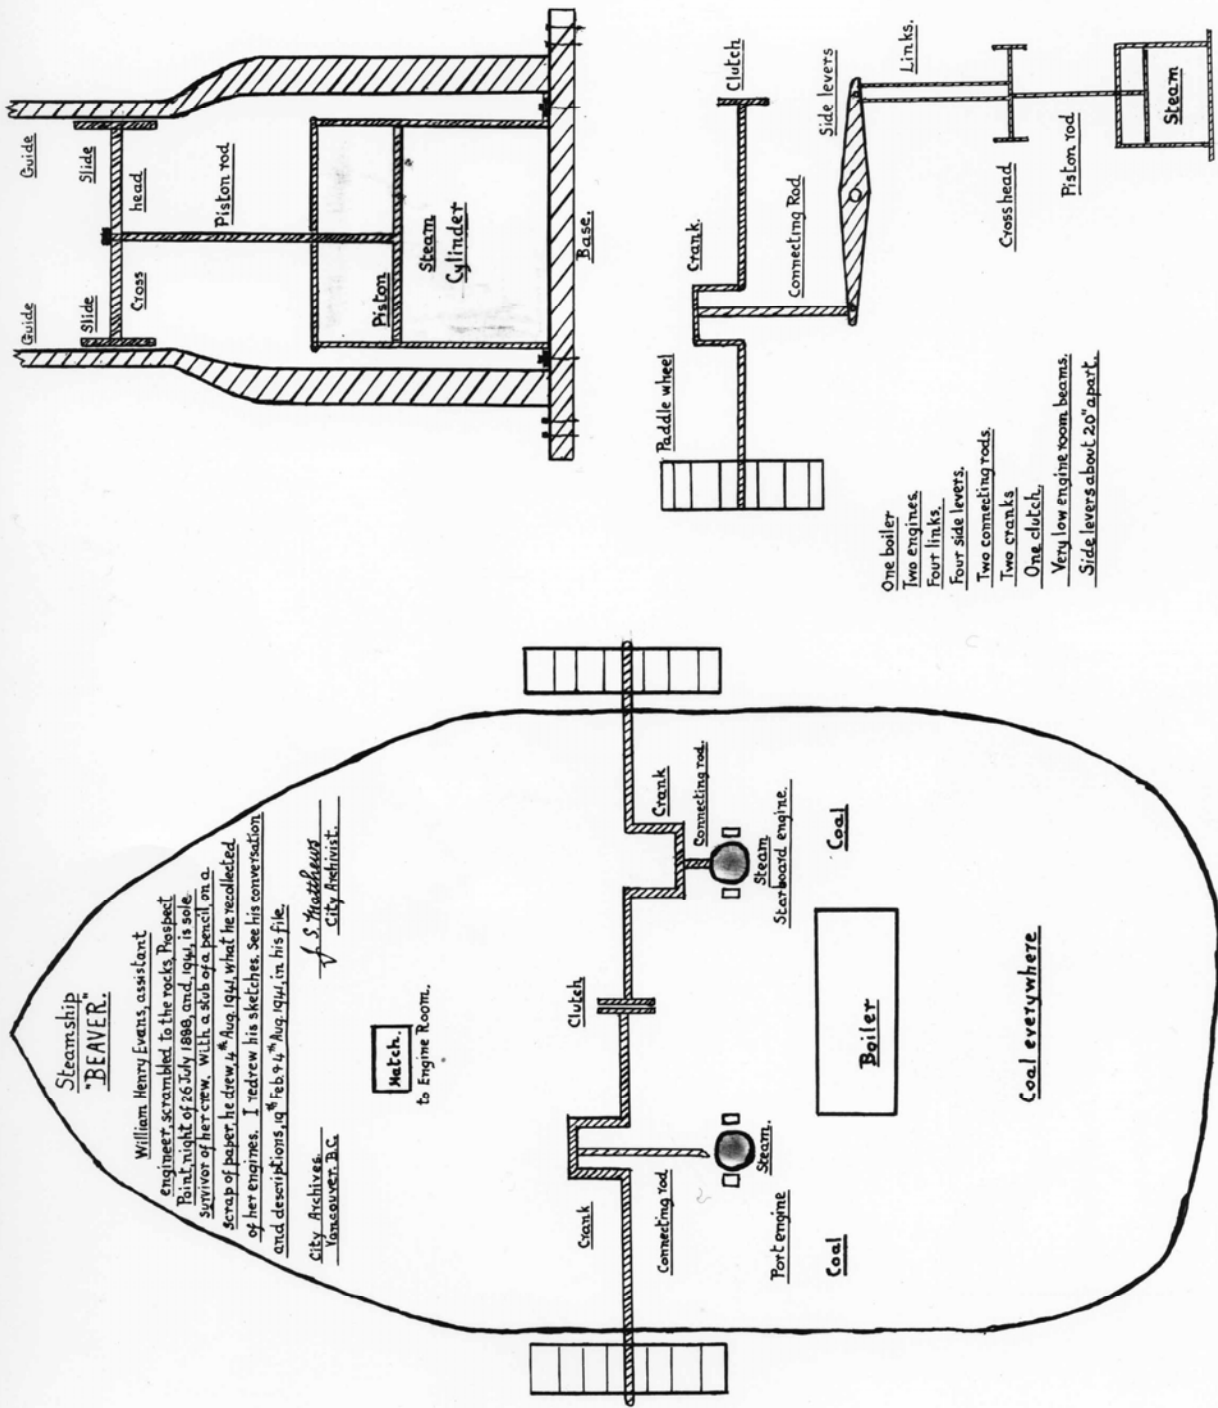 Steamship
"BEAVER."
William Henry Evans, assistant
engineer, scrambled to the rocks, Prospect
Point, night of 26 July 1888, and, 1941, is sole
survivor of her crew. With a stub of a pencil, on a
scrap of paper, he drew, 4th Aug. 1941, what he recollected
of her engines. I redrew his sketches. See his conversation
and descriptions, 19th Feb. & 4th Aug. 1941, in his file.
City Archives.
Vancouver. B.C.
J. S. Matthews
City Archivist.
Hatch.
to Engine Room.
Clutch
Crank
Connecting rod
Port engine
Steam.
Crank
Connecting rod.
Steam
Starboard engine.
Coal
Boiler
Coal
Coal everywhere
Guide
Guide
Slide
Slide
Cross
head
Piston rod
Piston
Steam
Cylinder
Base.
Paddle wheel
Crank.
Clutch
Connecting Rod
Side levers
Links.
Crosshead
Piston rod
Steam
One boiler
Two engines.
Four links.
Four side levers.
Two connecting rods.
Two cranks
One clutch.
Very low engine room beams.
Side levers about 20" apart.